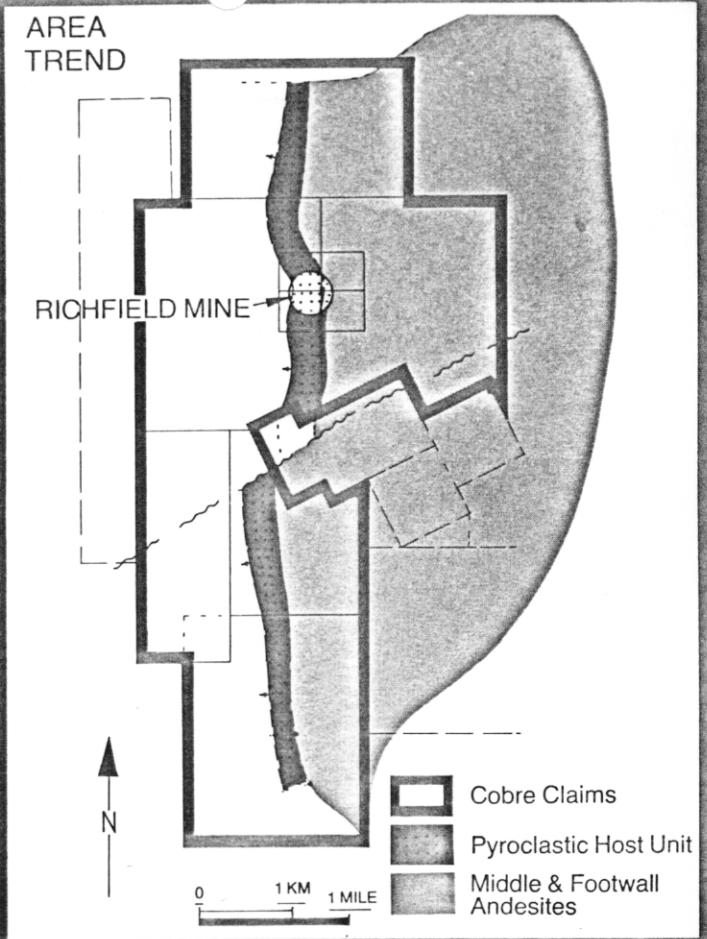 AREA
TREND
RICHFIELD MINE
N
0
1 KM
1 MILE
Cobre Claims
Pyroclastic Host Unit
Middle & Footwall
Andesites